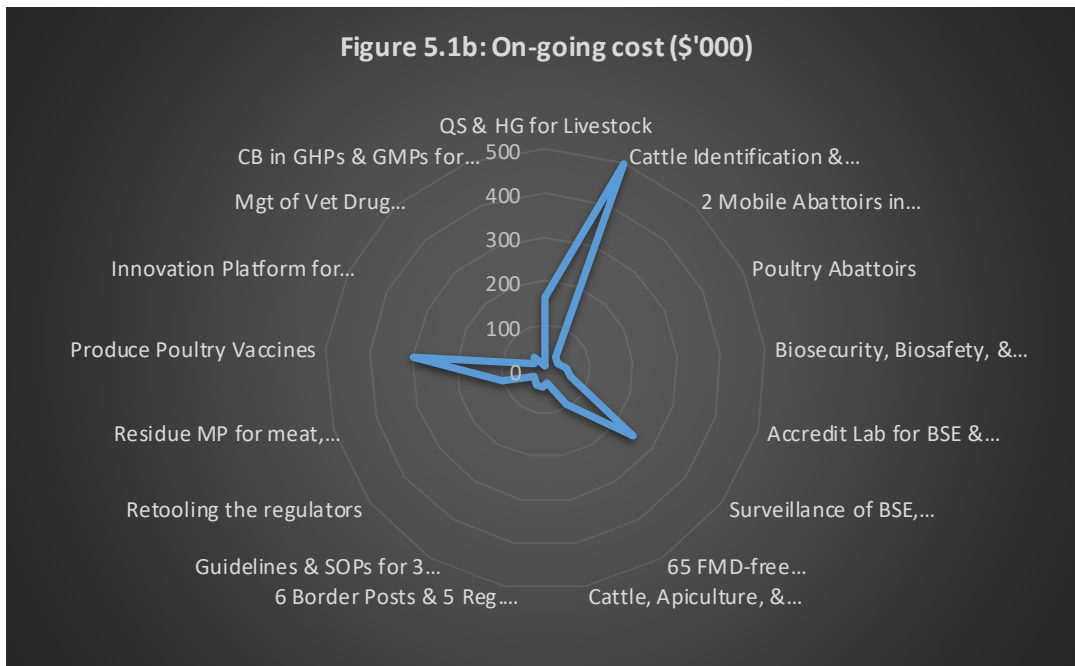 Figure 5.1b: On-going cost ($'000)
QS & HG for Livestock
Cattle Identification &...
2 Mobile Abattoirs in...
Poultry Abattoirs
Biosecurity, Biosafety, &...
Accredit Lab for BSE &...
Surveillance of BSE,...
65 FMD-free...
Cattle, Apiculture, &...
6 Border Posts & 5 Reg....
Guidelines & SOPs for 3...
Retooling the regulators
Residue MP for meat,...
Produce Poultry Vaccines
Innovation Platform for...
Mgt of Vet Drug...
CB in GHPs & GMPs for...
500
400
300
200
100
0